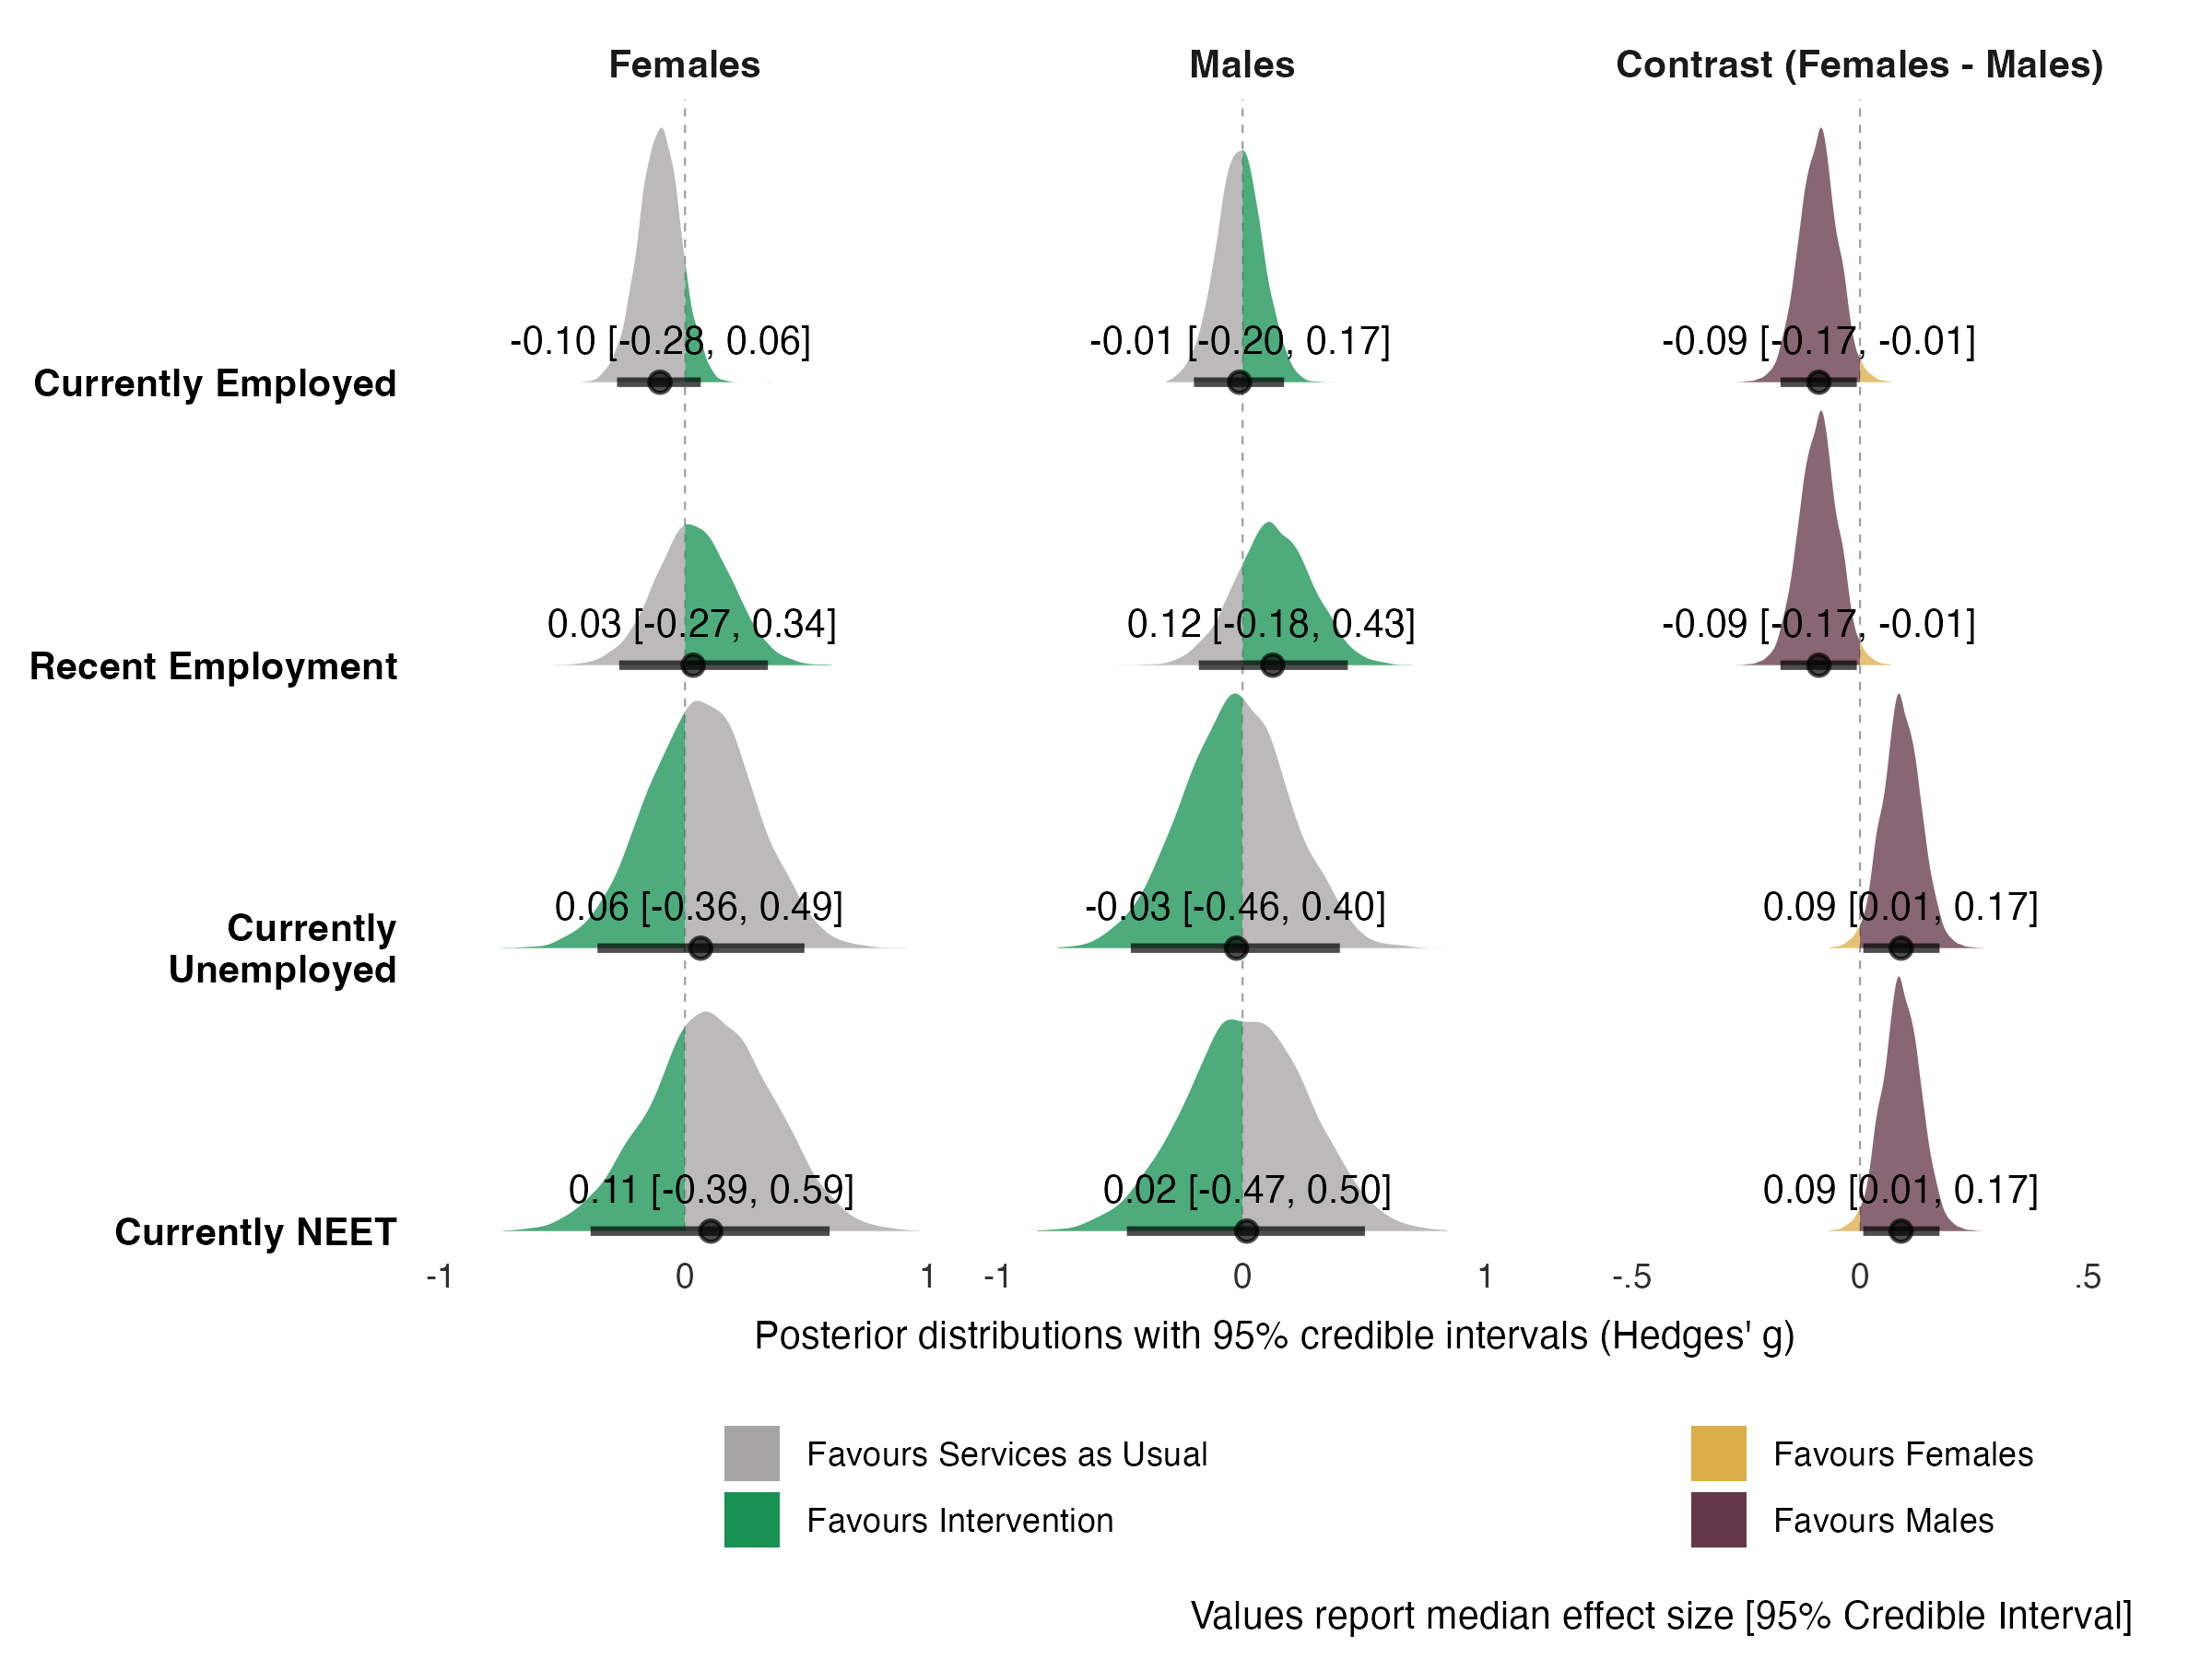 Females Males Contrast (Females - Males)
-0.10 [-0.28, 0.06] -0.01 [-0.20, 0.17] -0.09 [-0.17, -0.01]
Currently Employed
0.03 [-0.27, 0.34] 0.12 [-0.18, 0.43] -0.09 [-0.17, -0.01]
Recent Employment
0.06 [-0.36, 0.49] -0.03 [-0.46, 0.40] 0.09 [0.01, 0.17]
Currently
Unemployed
0.11 [-0.39, 0.59] 0.02 [-0.47, 0.50] 0.09 [0.01, 0.17]
Currently NEET
-1 0 1 -1 0 1 -.5 0 .5
Posterior distributions with 95% credible intervals (Hedges' g)
Favours Services as Usual Favours Females
Favours Intervention Favours Males
Values report median effect size [95% Credible Interval]